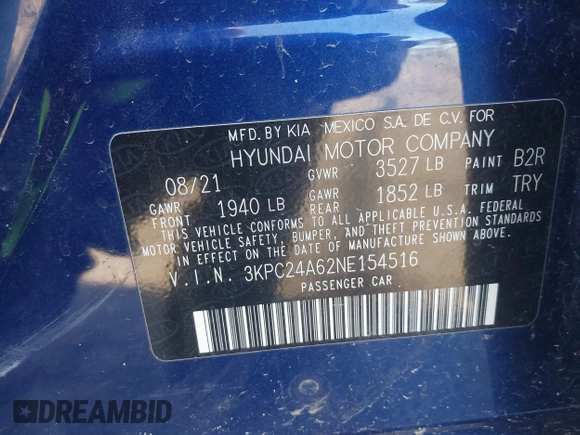 MFD. BY KIA MEXICO S.A. DE C.V. FOR
HYUNDAI MOTOR COMPANY
08/21 GVWR 3527 LB PAINT B2R
GAWR FRONT 1940 LB GAWR REAR 1852 LB TRIM TRY
THIS VEHICLE CONFORMS TO ALL APPLICABLE U.S.A. FEDERAL
MOTOR VEHICLE SAFETY, BUMPER, AND THEFT PREVENTION STANDARDS
IN EFFECT ON THE DATE OF MANUFACTURE SHOWN ABOVE.
V.I.N. 3KPC24A62NE154516
PASSENGER CAR
DREAMBID